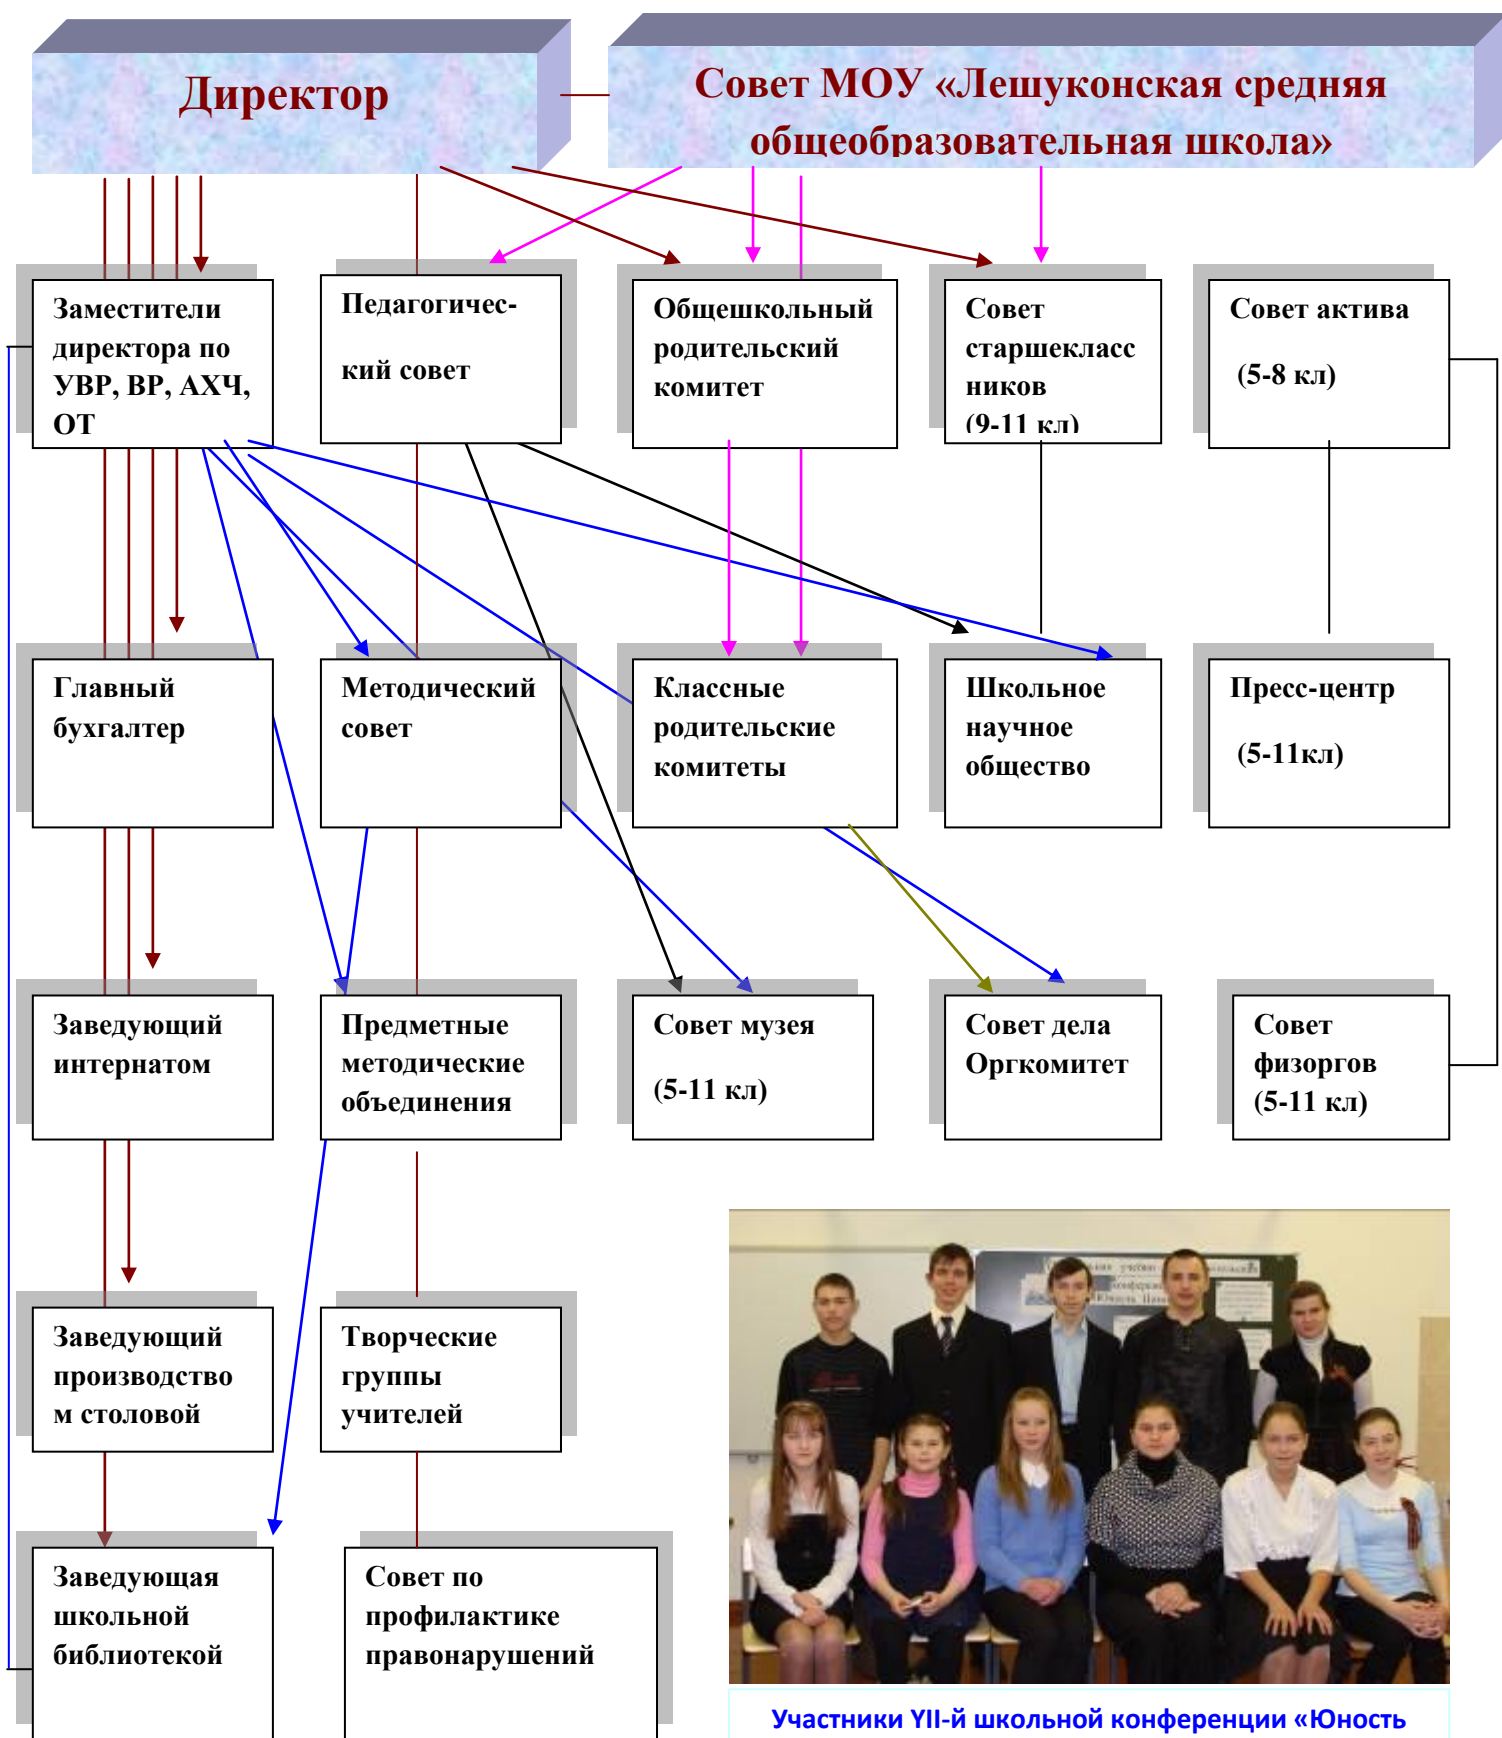 Директор
Совет МОУ «Лешуконская средняя
общеобразовательная школа»
Заместители
директора по
УВР, ВР, АХЧ,
ОТ
Педагогичес-
кий совет
Общешкольный
родительский
комитет
Совет
старшекласс
ников
(9-11 кл)
Совет актива
(5-8 кл)
Главный
бухгалтер
Методический
совет
Классные
родительские
комитеты
Школьное
научное
общество
Пресс-центр
(5-11кл)
Заведующий
интернатом
Предметные
методические
объединения
Совет музея
(5-11 кл)
Совет дела
Оргкомитет
Совет
физоргов
(5-11 кл)
Заведующий
производство
м столовой
Творческие
группы
учителей
Заведующая
школьной
библиотекой
Совет по
профилактике
правонарушений
Участники YII-й школьной конференции «Юность